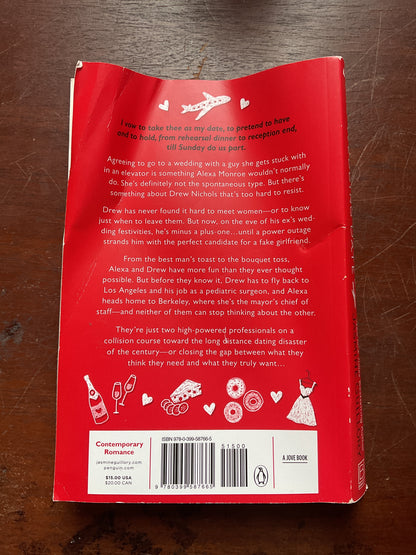 I vow to take thee as my date, to pretend to have
and to hold, from rehearsal dinner to reception end,
till Sunday do us part.
Agreeing to go to a wedding with a guy she gets stuck with
in an elevator is something Alexa Monroe wouldn't normally
do. She's definitely not the spontaneous type. But there's
something about Drew Nichols that's too hard to resist.
Drew has never found it hard to meet women—or to know
just when to leave them. But now, on the eve of his ex's wed-
ding festivities, he's minus a plus-one...until a power outage
strands him with the perfect candidate for a fake girlfriend.
From the best man's toast to the bouquet toss,
Alexa and Drew have more fun than they ever thought
possible. But before they know it, Drew has to fly back to
Los Angeles and his job as a pediatric surgeon, and Alexa
heads home to Berkeley, where she's the mayor's chief of
staff—and neither of them can stop thinking about the other.
They're just two high-powered professionals on a
collision course toward the long distance dating disaster
of the century—or closing the gap between what they
think they need and what they truly want...
Contemporary
Romance
jasmineguillory.com
penguin.com
$15.00 USA
$20.00 CAN
ISBN 978-0-399-58766-5
51500
9 780399 587665
A JOVE BOOK